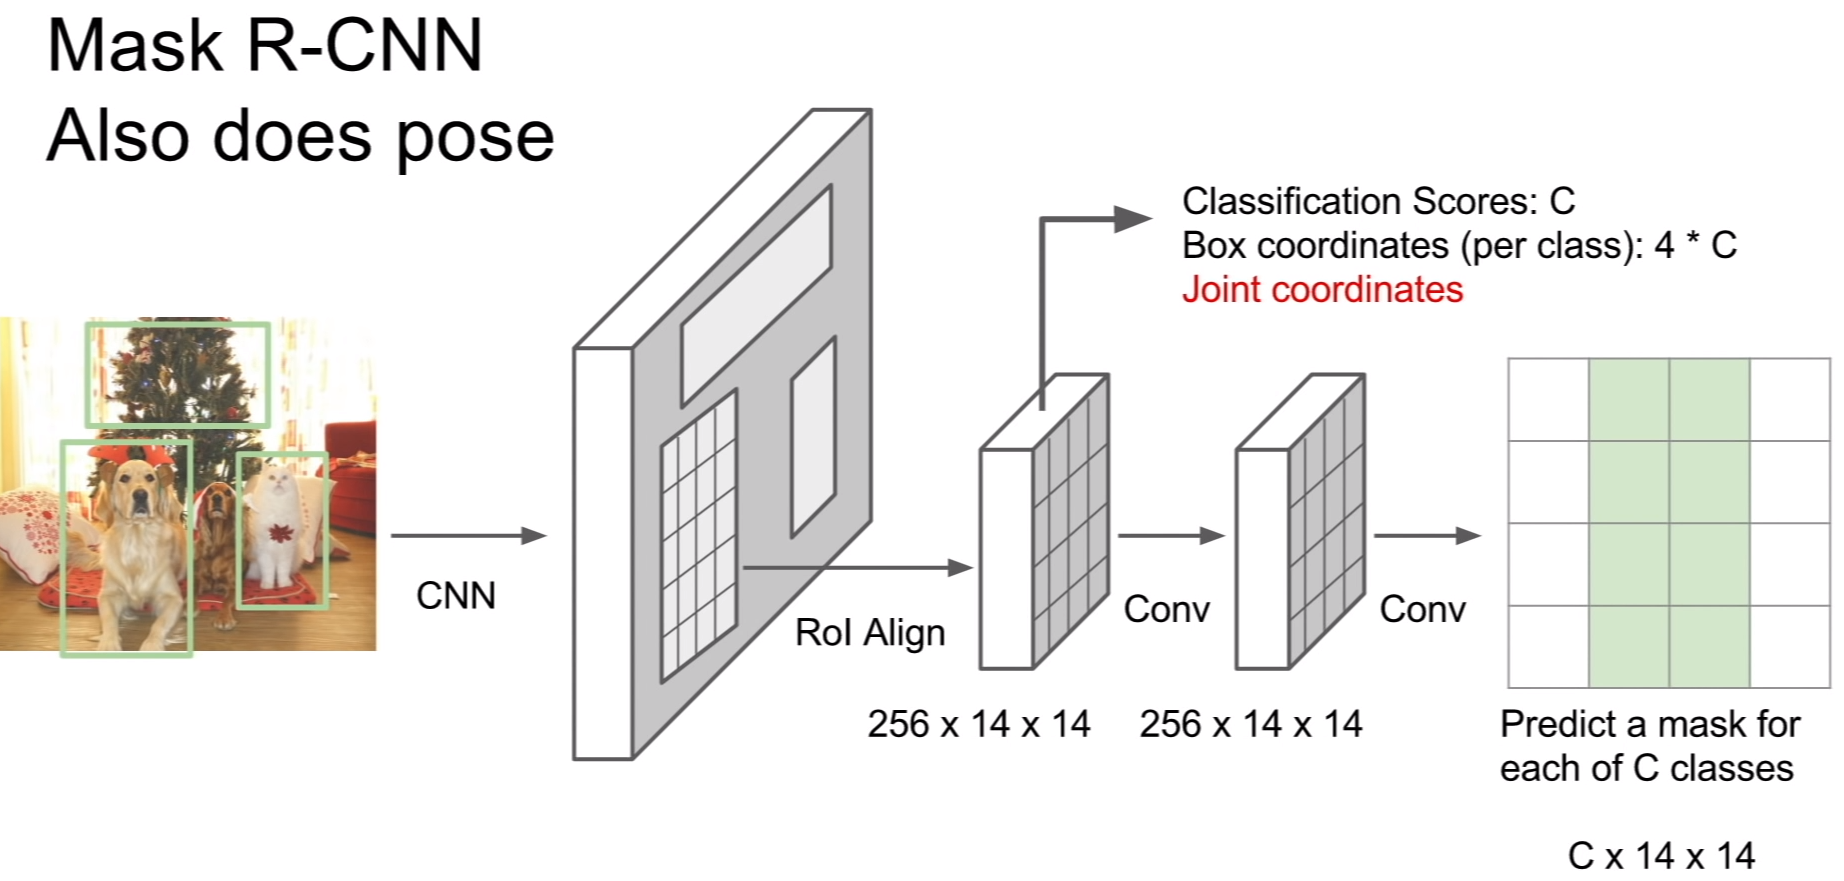 Mask R-CNN
Also does pose
Classification Scores: C
Box coordinates (per class): 4 * C
Joint coordinates
CNN
RoI Align
Conv
Conv
256 x 14 x 14
256 x 14 x 14
Predict a mask for
each of C classes
C x 14 x 14